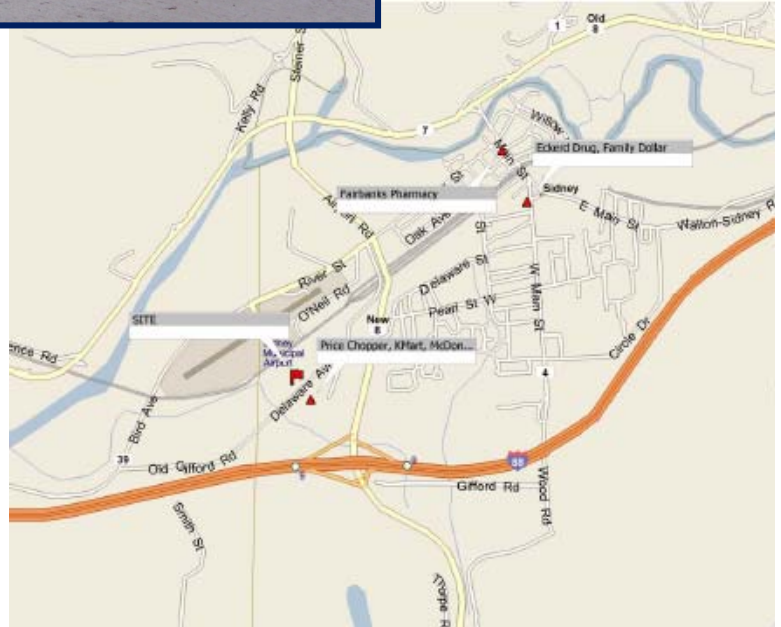 Old
8
1
Steiner S
Kelly Rd
7
Willow
Main St
Eckerd Drug, Family Dollar
Sidney
Fairbanks Pharmacy
St
E Main St
Walton-Sidney R
Airport Rd
Oak Ave
River St
O'Neil Rd
Delaware St
St
Pearl St W
W Main St
New
8
SITE
Municipal
Airport
Price Chopper, KMart, McDon...
ence Rd
Circle Dr
4
Delaware Ave
Bird Ave
39
Old Gifford Rd
88
Gifford Rd
Wood Rd
Smith St
Thorpe R